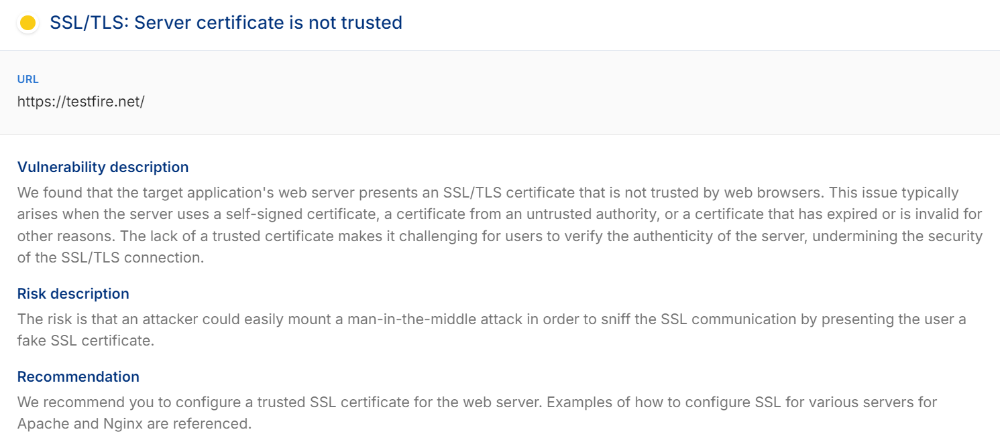 SSL/TLS: Server certificate is not trusted
URL
https://testfire.net/
Vulnerability description
We found that the target application's web server presents an SSL/TLS certificate that is not trusted by web browsers. This issue typically
arises when the server uses a self-signed certificate, a certificate from an untrusted authority, or a certificate that has expired or is invalid for
other reasons. The lack of a trusted certificate makes it challenging for users to verify the authenticity of the server, undermining the security
of the SSL/TLS connection.
Risk description
The risk is that an attacker could easily mount a man-in-the-middle attack in order to sniff the SSL communication by presenting the user a
fake SSL certificate.
Recommendation
We recommend you to configure a trusted SSL certificate for the web server. Examples of how to configure SSL for various servers for
Apache and Nginx are referenced.